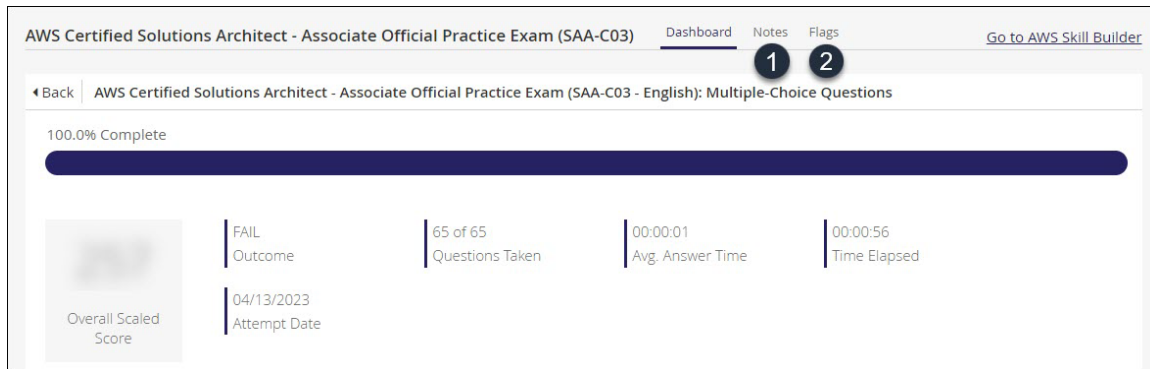 AWS Certified Solutions Architect - Associate Official Practice Exam (SAA-C03) Dashboard Notes Flags Go to AWS Skill Builder
1 2
Back AWS Certified Solutions Architect - Associate Official Practice Exam (SAA-C03 - English): Multiple-Choice Questions
100.0% Complete
FAIL 65 of 65 00:00:01 00:00:56
Outcome Questions Taken Avg. Answer Time Time Elapsed
04/13/2023
Attempt Date
Overall Scaled
Score